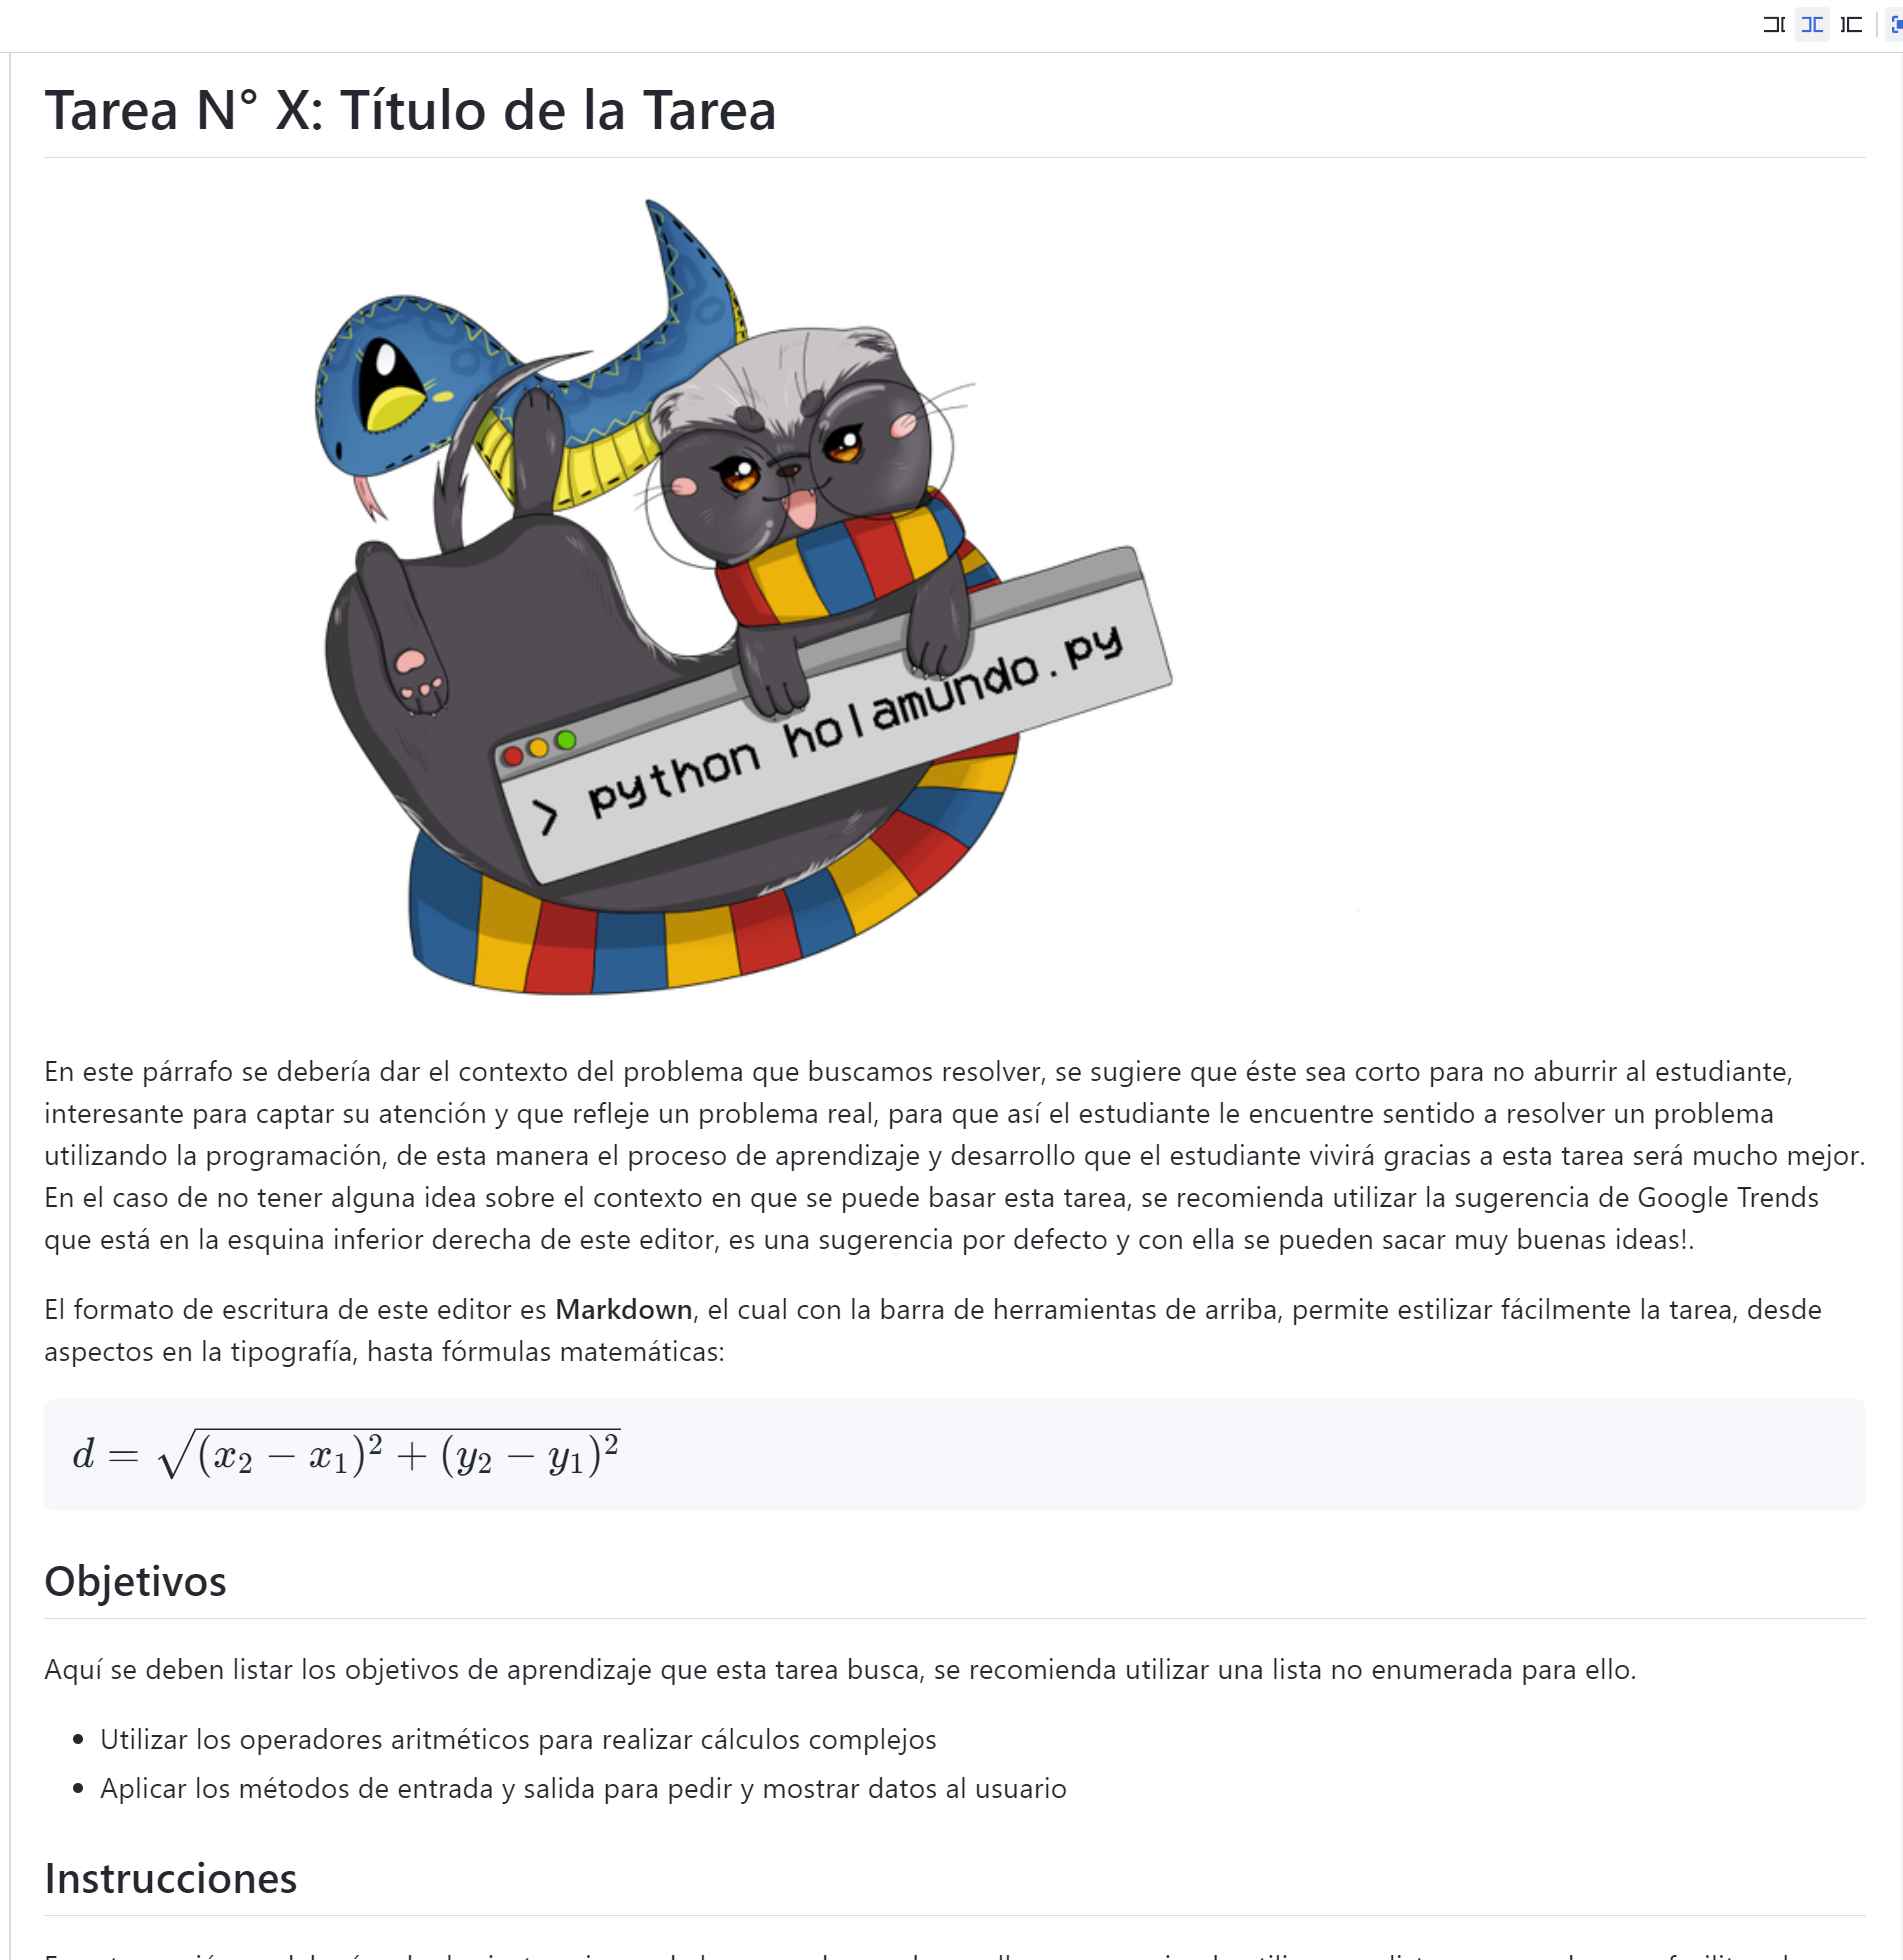 Tarea N° X: Título de la Tarea
> python holamundo.py
En este párrafo se debería dar el contexto del problema que buscamos resolver, se sugiere que éste sea corto para no aburrir al estudiante,
interesante para captar su atención y que refleje un problema real, para que así el estudiante le encuentre sentido a resolver un problema
utilizando la programación, de esta manera el proceso de aprendizaje y desarrollo que el estudiante vivirá gracias a esta tarea será mucho mejor.
En el caso de no tener alguna idea sobre el contexto en que se puede basar esta tarea, se recomienda utilizar la sugerencia de Google Trends
que está en la esquina inferior derecha de este editor, es una sugerencia por defecto y con ella se pueden sacar muy buenas ideas!.
El formato de escritura de este editor es Markdown, el cual con la barra de herramientas de arriba, permite estilizar fácilmente la tarea, desde
aspectos en la tipografía, hasta fórmulas matemáticas:
d = √(x₂ − x₁)² + (y₂ − y₁)²
Objetivos
Aquí se deben listar los objetivos de aprendizaje que esta tarea busca, se recomienda utilizar una lista no enumerada para ello.
• Utilizar los operadores aritméticos para realizar cálculos complejos
• Aplicar los métodos de entrada y salida para pedir y mostrar datos al usuario
Instrucciones